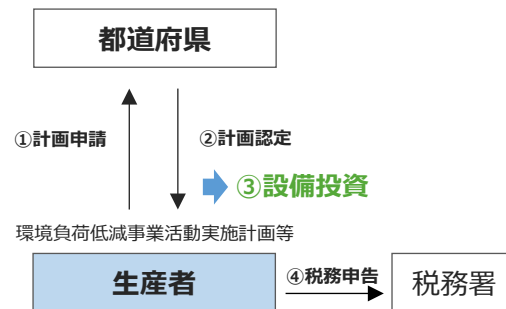 都道府県
①計画申請
②計画認定
③設備投資
環境負荷低減事業活動実施計画等
生産者
④税務申告
税務署